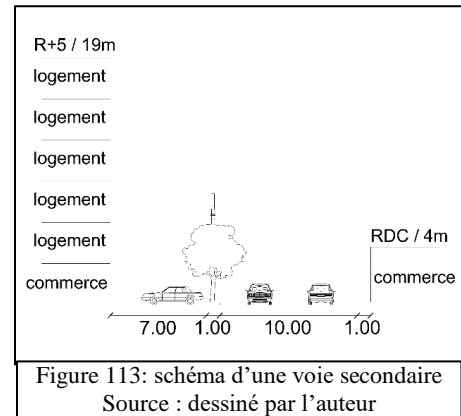 R+5 / 19m
logement
logement
logement
logement
logement
commerce
RDC / 4m
commerce
7.00 1.00 10.00 1.00
Figure 113: schéma d’une voie secondaire
Source : dessiné par l’auteur